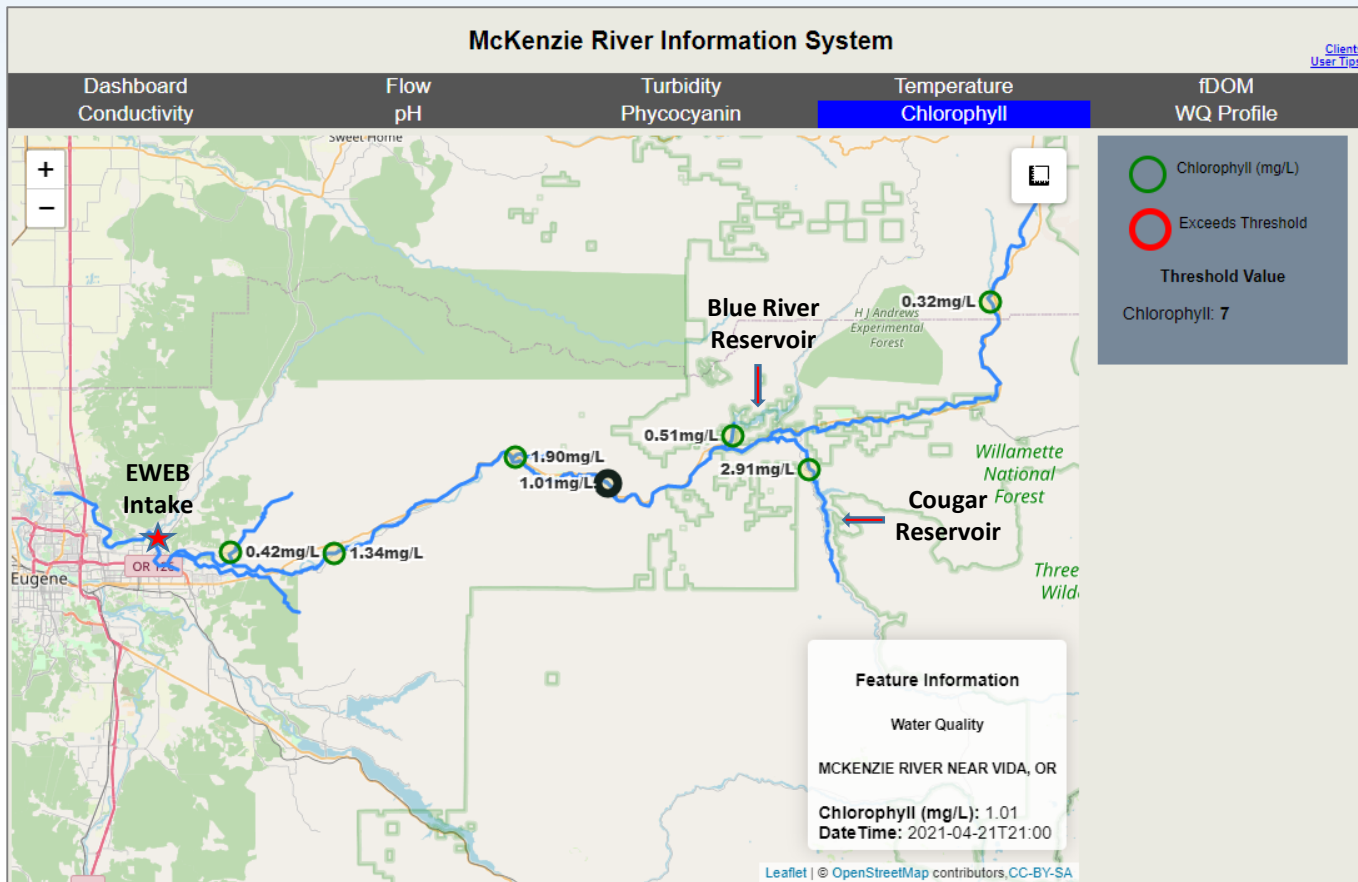 McKenzie River Information System
Client
User Tips
Dashboard Flow Turbidity Temperature fDOM
Conductivity pH Phycocyanin Chlorophyll WQ Profile
+
−
Sweet Home
Chlorophyll (mg/L)
Exceeds Threshold
Threshold Value
Chlorophyll: 7
0.32mg/L
Blue River
Reservoir
H J Andrews
Experimental
Forest
0.51mg/L
1.90mg/L
2.91mg/L
1.01mg/L
Willamette
National
Forest
EWEB
Intake
Cougar
Reservoir
0.42mg/L
1.34mg/L
OR 126
Eugene
Three
Wild
Feature Information
Water Quality
MCKENZIE RIVER NEAR VIDA, OR
Chlorophyll (mg/L): 1.01
DateTime: 2021-04-21T21:00
Leaflet | © OpenStreetMap contributors,CC-BY-SA